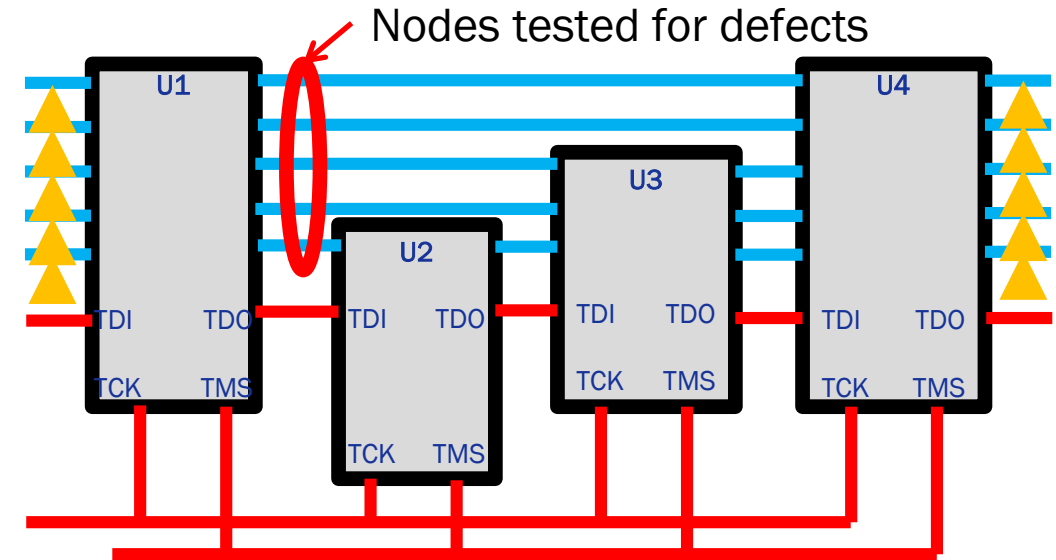 Nodes tested for defects
U1
U4
U3
U2
TDI TDO
TDI TDO
TDI TDO
TDI TDO
TCK TMS
TCK TMS
TCK TMS
TCK TMS